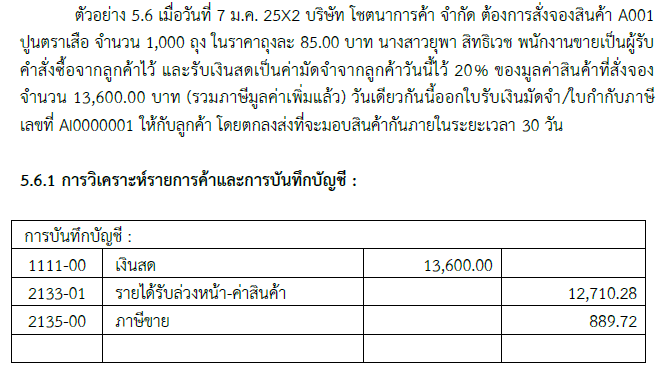 ตัวอย่าง 5.6 เมื่อวันที่ 7 ม.ค. 25X2 บริษัท โชตนาการค้า จำกัด ต้องการสั่งจองสินค้า A001
ปูนตราเสือ จำนวน 1,000 ถุง ในราคาถุงละ 85.00 บาท นางสาวยุพา สิทธิเวช พนักงานขายเป็นผู้รับ
คำสั่งซื้อจากลูกค้าไว้ และรับเงินสดเป็นค่ามัดจำจากลูกค้าวันนี้ไว้ 20% ของมูลค่าสินค้าที่สั่งจอง
จำนวน 13,600.00 บาท (รวมภาษีมูลค่าเพิ่มแล้ว) วันเดียวกันนี้ออกใบรับเงินมัดจำ/ใบกำกับภาษี
เลขที่ AI0000001 ให้กับลูกค้า โดยตกลงส่งที่จะมอบสินค้ากันภายในระยะเวลา 30 วัน
5.6.1 การวิเคราะห์รายการค้าและการบันทึกบัญชี :
การบันทึกบัญชี :
1111-00 เงินสด 13,600.00
2133-01 รายได้รับล่วงหน้า-ค่าสินค้า 12,710.28
2135-00 ภาษีขาย 889.72